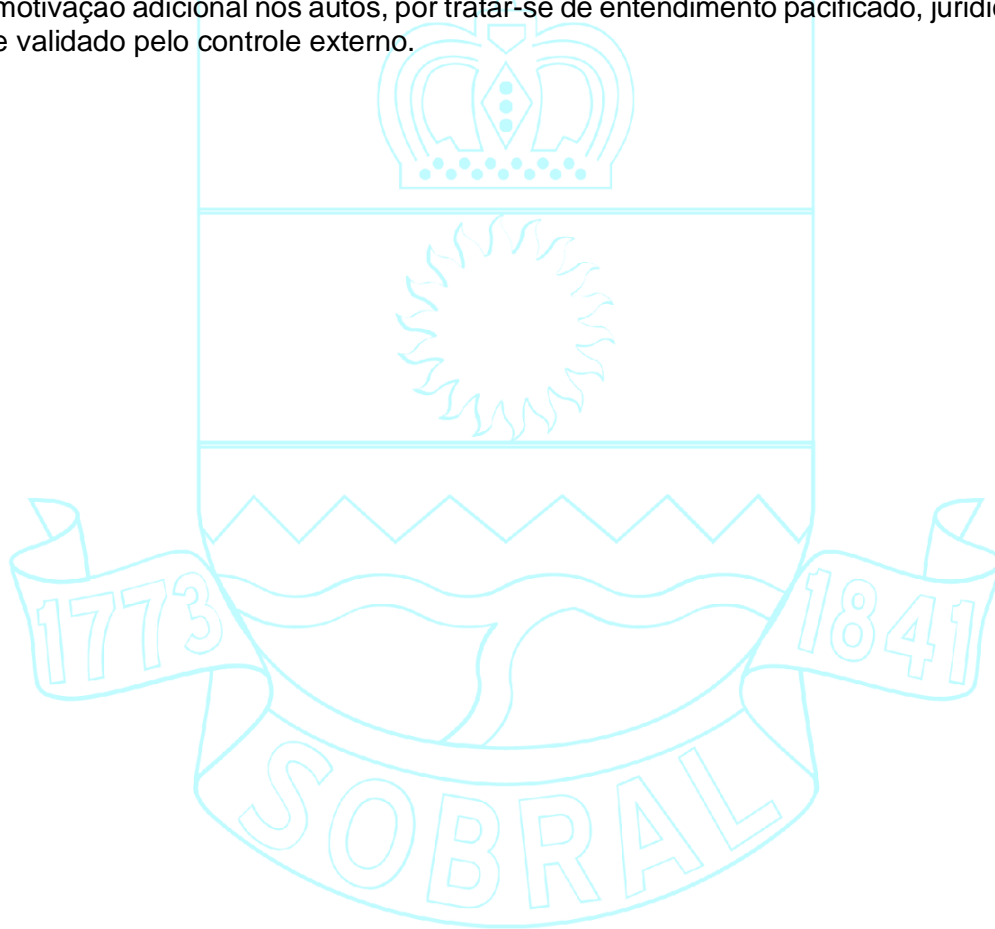 motivação adicional nos autos, por tratar-se de entendimento pacificado,
e validado pelo controle externo.
1773
1841
SOBRAL